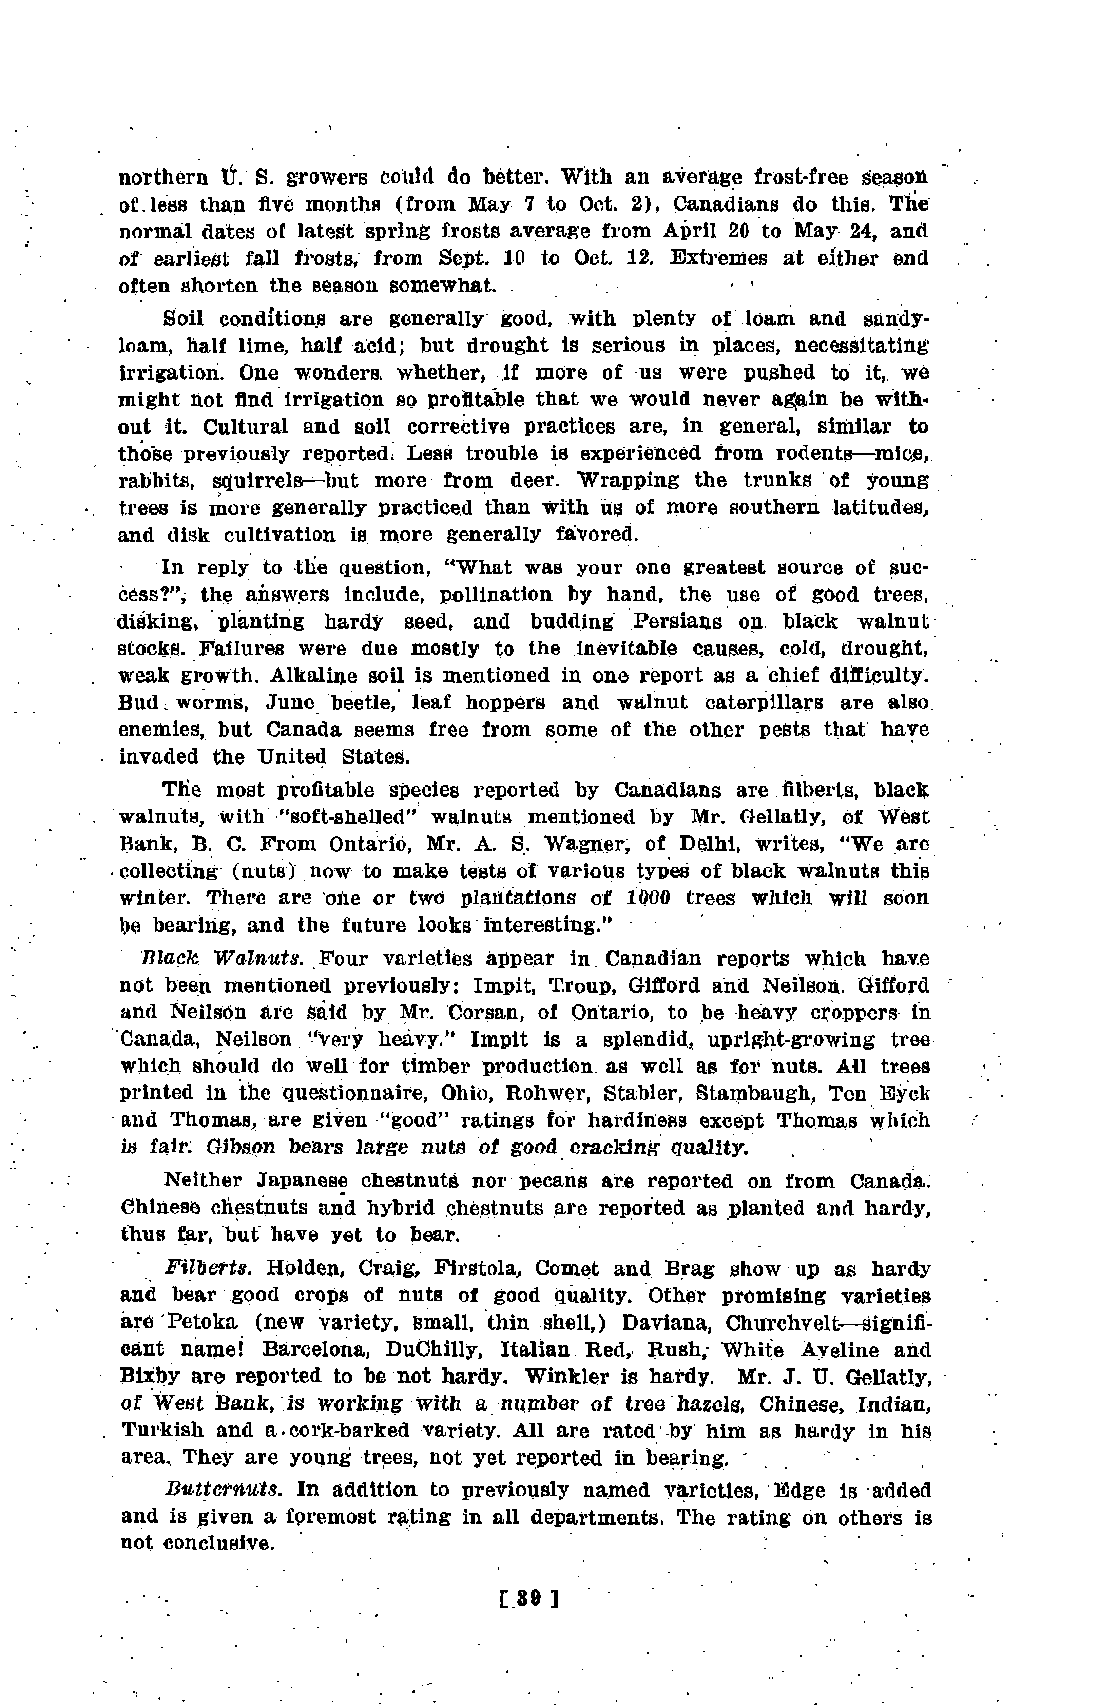 northern U. S. growers could do better. With an average frost-free season
of less than five months (from May 7 to Oct. 2), Canadians do this. The
normal dates of latest spring frosts average from April 20 to May 24, and
of earliest fall frosts, from Sept. 10 to Oct. 12. Extremes at either end
often shorten the season somewhat.
Soil conditions are generally good, with plenty of loam and sandy-
loam, half lime, half acid; but drought is serious in places, necessitating
irrigation. One wonders whether, if more of us were pushed to it, we
might not find irrigation so profitable that we would never again be with-
out it. Cultural and soil corrective practices are, in general, similar to
those previously reported. Less trouble is experienced from rodents—mice,
rabbits, squirrels—but more from deer. Wrapping the trunks of young
trees is more generally practiced than with us of more southern latitudes,
and disk cultivation is more generally favored.
In reply to the question, "What was your one greatest source of suc-
cess?", the answers include, pollination by hand, the use of good trees,
disking, planting hardy seed, and budding Persians on black walnut
stocks. Failures were due mostly to the inevitable causes, cold, drought,
weak growth. Alkaline soil is mentioned in one report as a chief difficulty.
Bud worms, June beetle, leaf hoppers and walnut caterpillars are also
enemies, but Canada seems free from some of the other pests that have
invaded the United States.
The most profitable species reported by Canadians are filberts, black
walnuts, with "soft-shelled" walnuts mentioned by Mr. Gellatly, of West
Bank, B. C. From Ontario, Mr. A. S. Wagner, of Delhi, writes, "We are
collecting (nuts) now to make tests of various types of black walnuts this
winter. There are one or two plantations of 1000 trees which will soon
be bearing, and the future looks interesting."
Black Walnuts. Four varieties appear in Canadian reports which have
not been mentioned previously: Impit, Troup, Gifford and Neilson. Gifford
and Neilson are said by Mr. Corsan, of Ontario, to be heavy croppers in
Canada, Neilson "very heavy." Impit is a splendid, upright-growing tree
which should do well for timber production as well as for nuts. All trees
printed in the questionnaire, Ohio, Rohwer, Stabler, Stambaugh, Ten Eyck
and Thomas, are given "good" ratings for hardiness except Thomas which
is fair. Gibson bears large nuts of good cracking quality.
Neither Japanese chestnuts nor pecans are reported on from Canada.
Chinese chestnuts and hybrid chestnuts are reported as planted and hardy,
thus far, but have yet to bear.
Filberts. Holden, Craig, Firstola, Comet and Brag show up as hardy
and bear good crops of nuts of good quality. Other promising varieties
are Petoka (new variety, small, thin shell,) Daviana, Churchvelt—signifi-
cant name! Barcelona, DuChilly, Italian Red, Rush, White Aveline and
Bixby are reported to be not hardy. Winkler is hardy. Mr. J. U. Gellatly,
of West Bank, is working with a number of tree hazels, Chinese, Indian,
Turkish and a cork-barked variety. All are rated by him as hardy in his
area. They are young trees, not yet reported in bearing.
Butternuts. In addition to previously named varieties, Edge is added
and is given a foremost rating in all departments. The rating on others is
not conclusive.
[ 39 ]